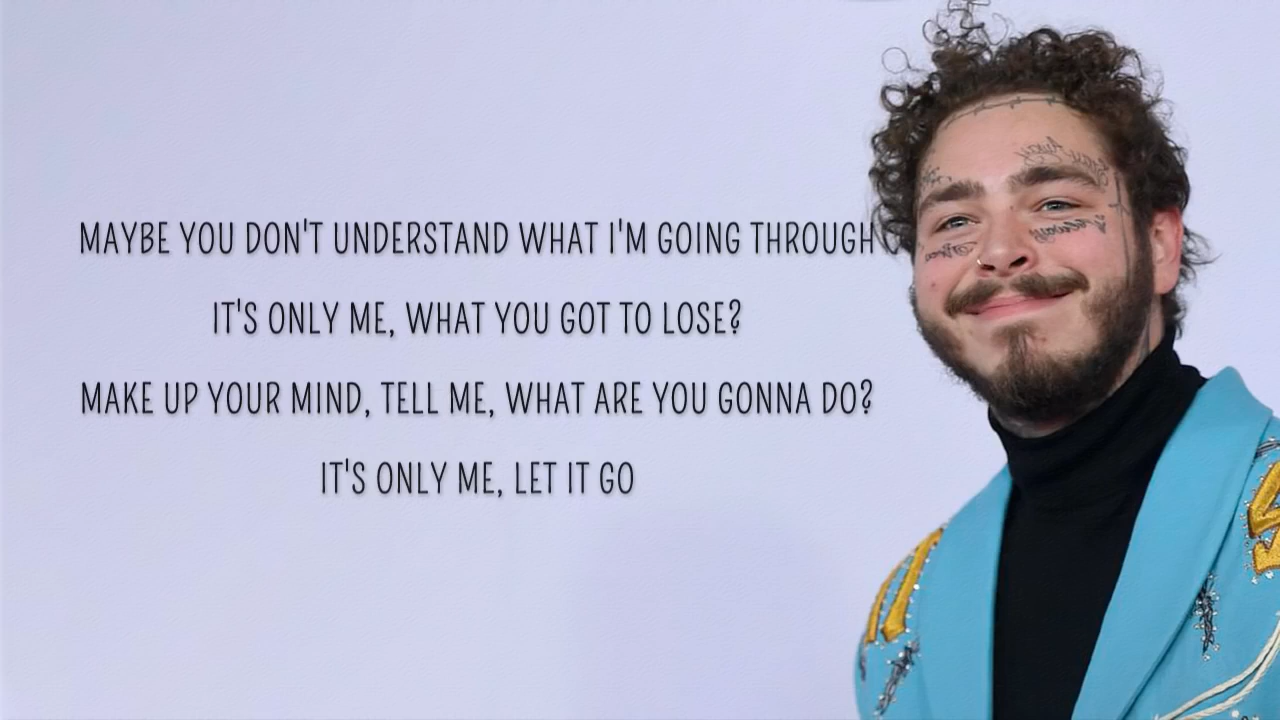 MAYBE YOU DON'T UNDERSTAND WHAT I'M GOING THROUGH
IT'S ONLY ME, WHAT YOU GOT TO LOSE?
MAKE UP YOUR MIND, TELL ME, WHAT ARE YOU GONNA DO?
IT'S ONLY ME, LET IT GO